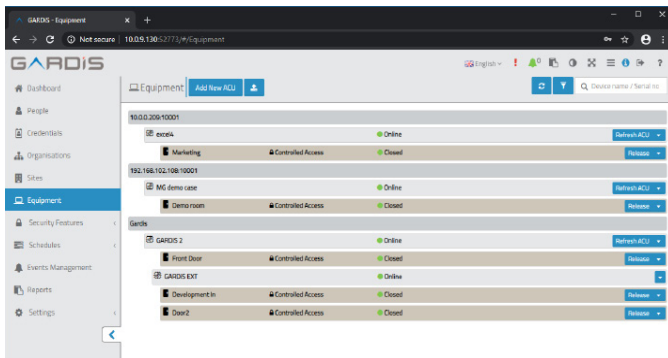 GARDiS - Equipment
Not secure | 10.0.9.130:52773/#/Equipment
GARDiS
English
Dashboard
People
Credentials
Organisations
Sites
Equipment
Security Features
Schedules
Events Management
Reports
Settings
Equipment Add New ACU
Device name / Serial no
10.0.0.209:10001
excel4 Online Refresh ACU
Marketing Controlled Access Closed Release
192.168.102.108:10001
MG demo case Online Refresh ACU
Demo room Controlled Access Closed Release
Gardis
GARDiS 2 Online Refresh ACU
Front Door Controlled Access Closed Release
GARDiS EXT Online
Development in Controlled Access Closed Release
Door2 Controlled Access Closed Release